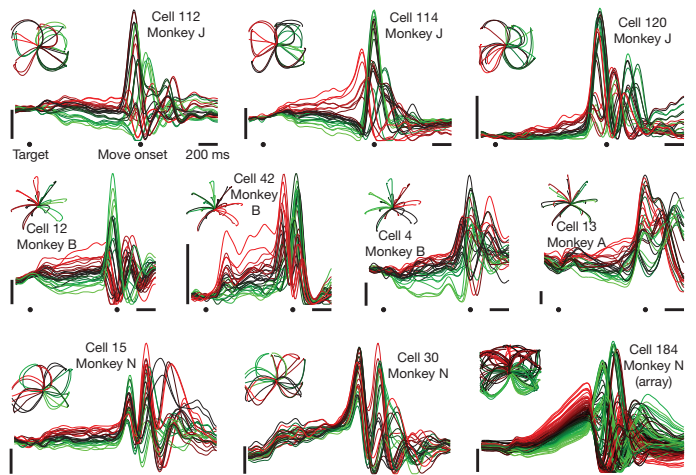 Cell 112
Monkey J
Cell 114
Monkey J
Cell 120
Monkey J
Target
Move onset
200 ms
Cell 12
Monkey B
Cell 42
Monkey
B
Cell 4
Monkey B
Cell 13
Monkey A
Cell 15
Monkey N
Cell 30
Monkey N
Cell 184
Monkey N
(array)